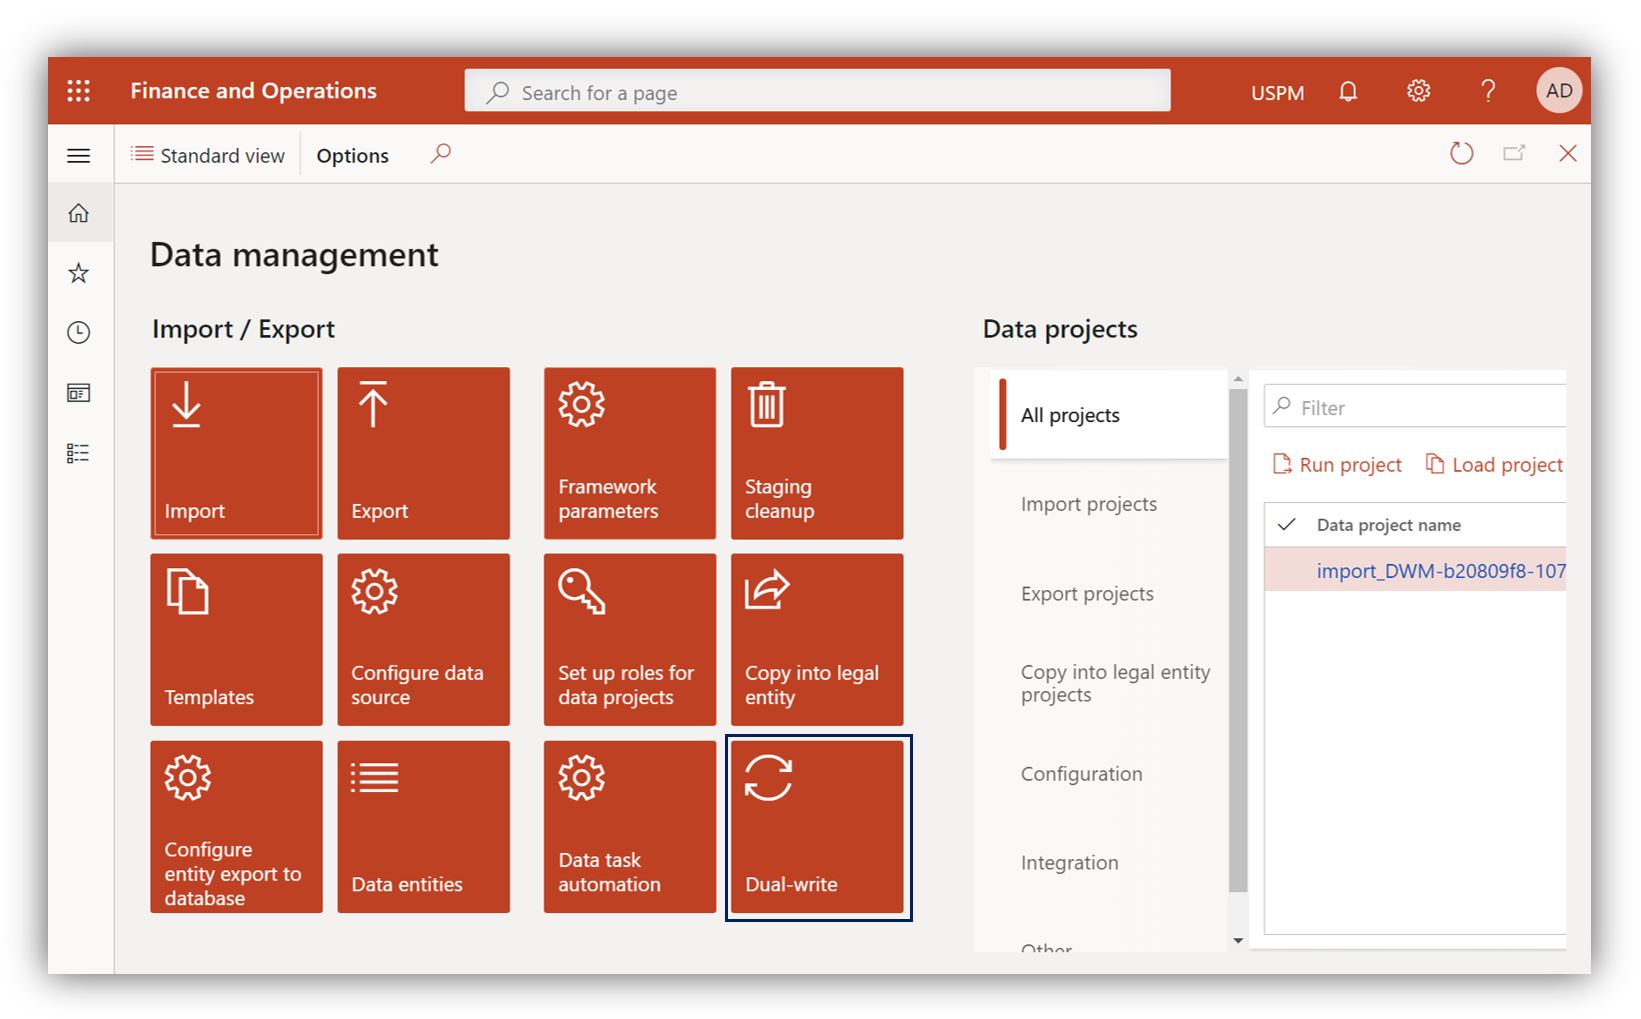 Finance and Operations
Search for a page
USPM
AD
Standard view
Options
Data management
Import / Export
Import
Export
Framework
parameters
Staging
cleanup
Templates
Configure data
source
Set up roles for
data projects
Copy into legal
entity
Configure
entity export to
database
Data entities
Data task
automation
Dual-write
Data projects
All projects
Import projects
Export projects
Copy into legal entity
projects
Configuration
Integration
Other
Filter
Run project
Load project
Data project name
import_DWM-b20809f8-107